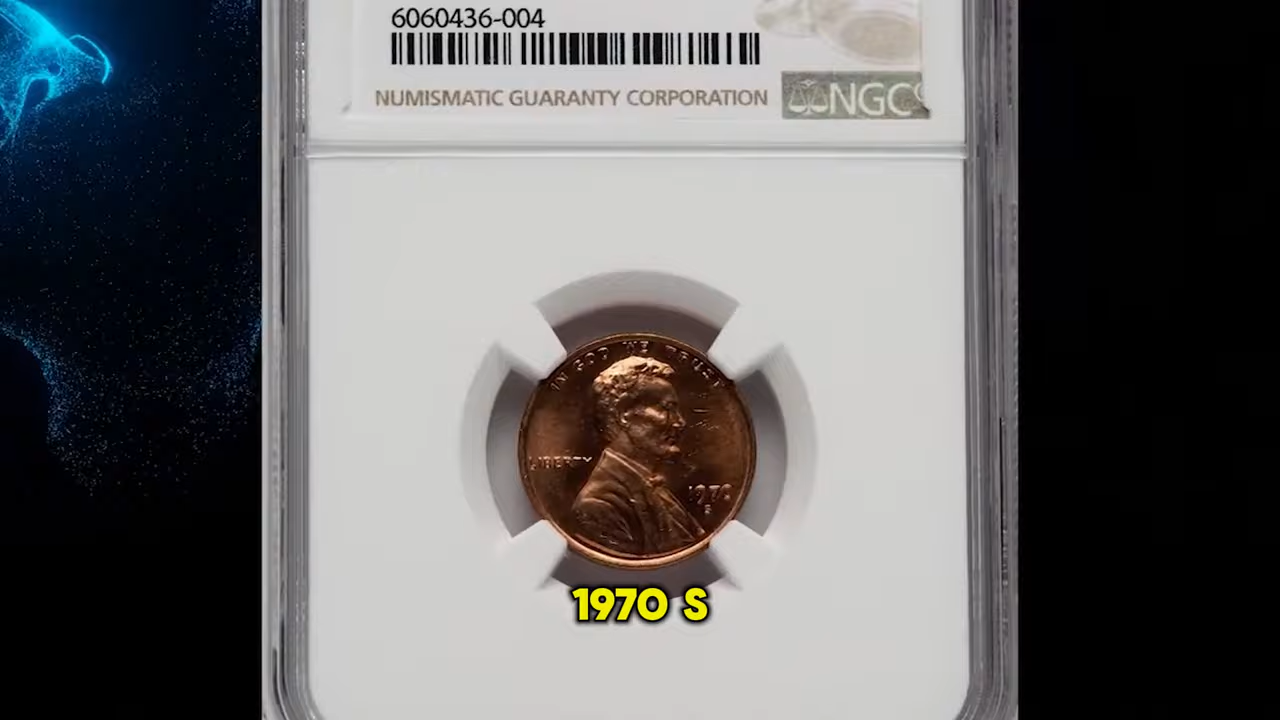 6060436-004
NUMISMATIC GUARANTY CORPORATION
NGC
IN GOD WE TRUST
LIBERTY
1970
S
1970 S